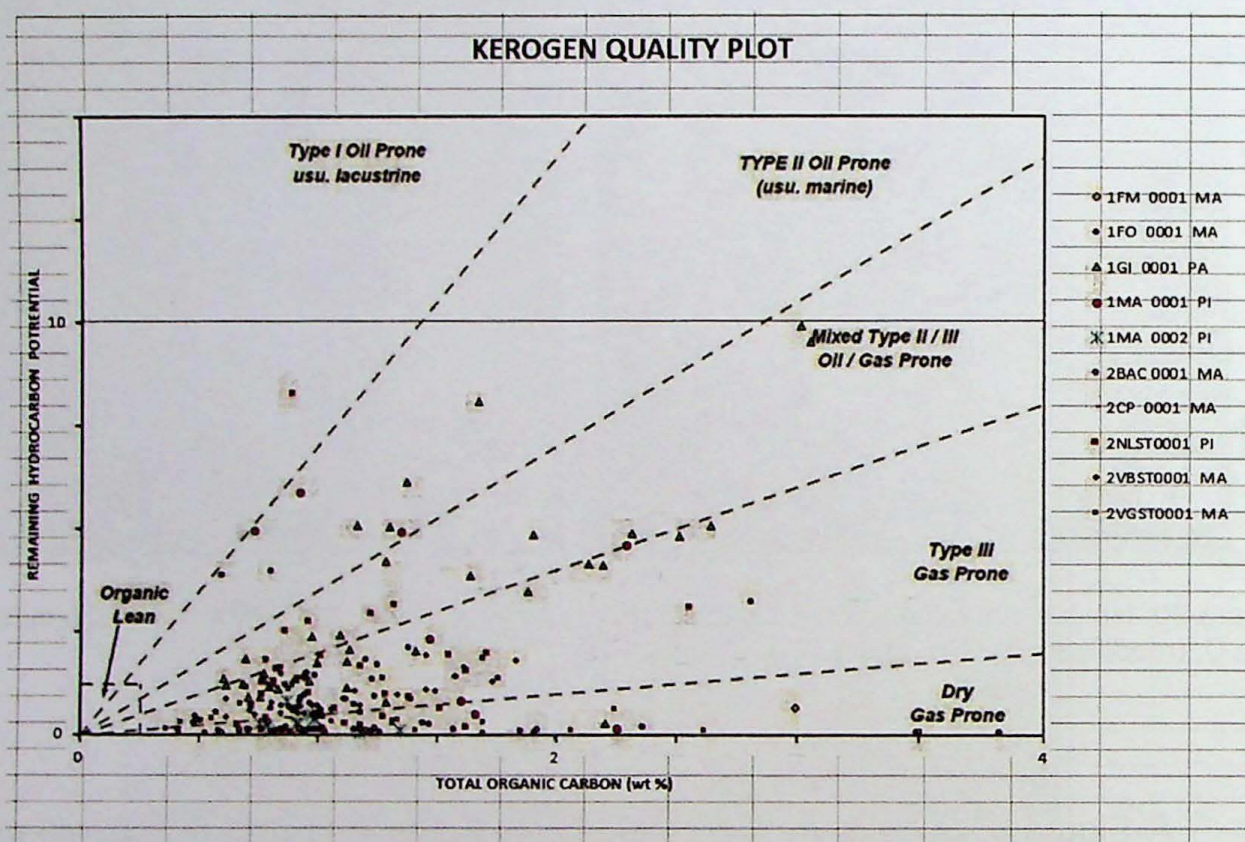 KEROGEN QUALITY PLOT
Type I Oil Prone
usu. lacustrine
TYPE II Oil Prone
(usu. marine)
Mixed Type II / III
Oil / Gas Prone
Type III
Gas Prone
Dry
Gas Prone
Organic
Lean
REMAINING HYDROCARBON POTRENTIAL
10
0
0
2
4
TOTAL ORGANIC CARBON (wt %)
1FM 0001 MA
1FO 0001 MA
1GI 0001 PA
1MA 0001 PI
1MA 0002 PI
2BAC 0001 MA
2CP 0001 MA
2NLST0001 PI
2VBST0001 MA
2VGST0001 MA